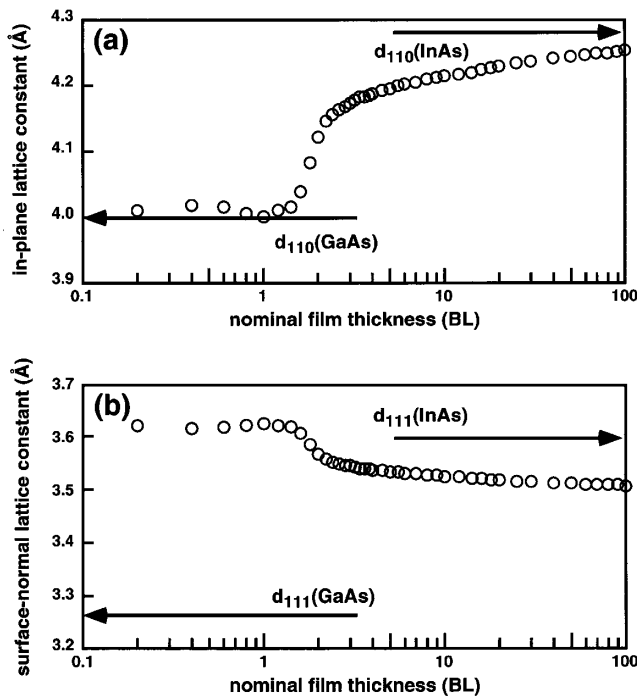 (a)
in-plane lattice constant (Å)
4.3
4.2
4.1
4.0
3.9
d110(InAs)
d110(GaAs)
0.1
1
10
100
nominal film thickness (BL)
(b)
surface-normal lattice constant (Å)
3.7
3.6
3.5
3.4
3.3
3.2
d111(InAs)
d111(GaAs)
0.1
1
10
100
nominal film thickness (BL)